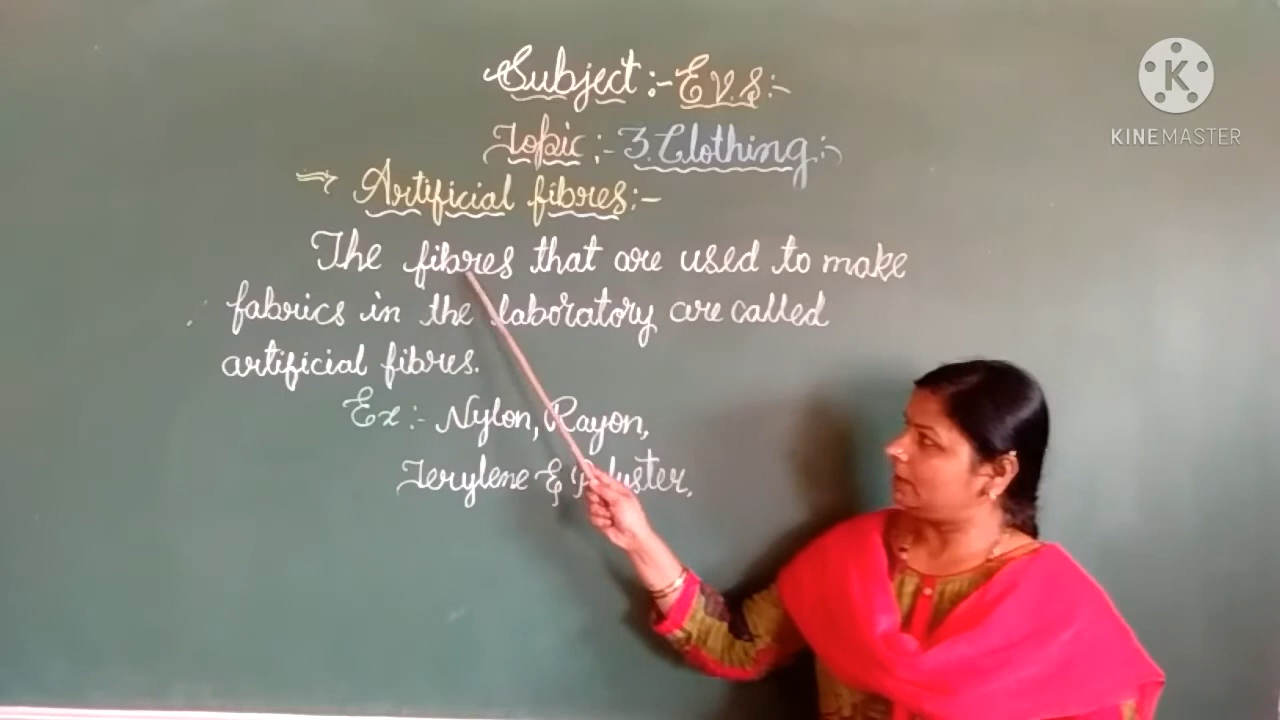 Subject :- E.V.S :-
Topic :- 3. Clothing :-
⇒ Artificial fibres :-
The fibres that are used to make
fabrics in the laboratory are called
artificial fibres.
Ex :- Nylon, Rayon,
Terylene & Polyster.
K
KINEMASTER